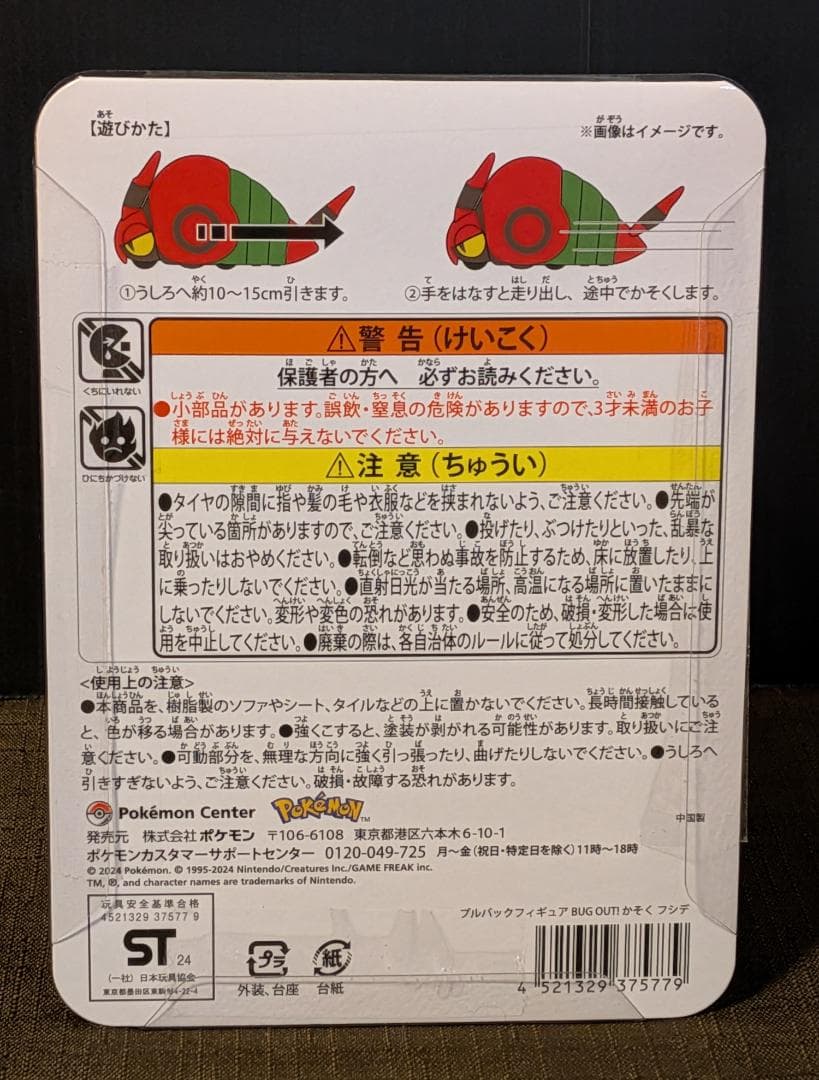 【遊びかた】
※画像はイメージです。
①うしろへ約10～15cm引きます。
②手をはなすと走り出し、途中でかそくします。
くちにいれない
ひにちかづけない
⚠警告(けいこく)
保護者の方へ 必ずお読みください。
●小部品があります。誤飲・窒息の危険がありますので、3才未満のお子
様には絶対に与えないでください。
⚠注意(ちゅうい)
●タイヤの隙間に指や髪の毛や衣服などを挟まれないよう、ご注意ください。●先端が
尖っている箇所がありますので、ご注意ください。●投げたり、ぶつけたりといった、乱暴な
取り扱いはおやめください。●転倒など思わぬ事故を防止するため、床に放置したり、上
に乗ったりしないでください。●直射日光が当たる場所、高温になる場所に置いたままに
しないでください。変形や変色の恐れがあります。●安全のため、破損・変形した場合は使
用を中止してください。●廃棄の際は、各自治体のルールに従って処分してください。
<使用上の注意>
●本商品を、樹脂製のソファやシート、タイルなどの上に置かないでください。長時間接触している
と、色が移る場合があります。●強くこすると、塗装が剥がれる可能性があります。取り扱いにご注
意ください。●可動部分を、無理な方向に強く引っ張ったり、曲げたりしないでください。●うしろへ
引きすぎないよう、ご注意ください。破損・故障する恐れがあります。
Pokémon Center POKéMON TM
中国製
発売元 株式会社ポケモン 〒106-6108 東京都港区六本木6-10-1
ポケモンカスタマーサポートセンター 0120-049-725 月～金(祝日・特定日を除く)11時～18時
© 2024 Pokémon. © 1995-2024 Nintendo/Creatures Inc./GAME FREAK inc.
TM, ®, and character names are trademarks of Nintendo.
玩具安全基準合格
4521329 37577 9
ST 24
(一社)日本玩具協会
東京都墨田区東駒形4-22-4
プラ
外装、台座
紙
台紙
プルバックフィギュア BUG OUT! かそく フシデ
4 521329 375779